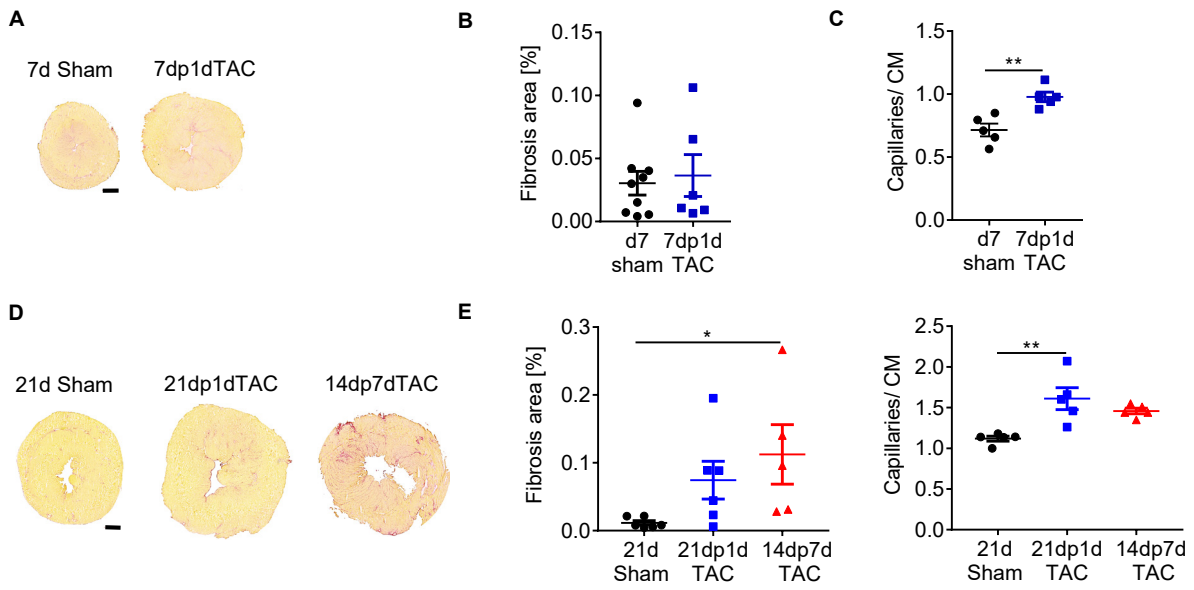 A
7d Sham
7dp1dTAC
B
Fibrosis area [%]
0.15
0.10
0.05
0.00
d7
sham
7dp1d
TAC
C
Capillaries/ CM
1.5
1.0
0.5
0.0
**
d7
sham
7dp1d
TAC
D
21d Sham
21dp1dTAC
14dp7dTAC
E
Fibrosis area [%]
0.3
0.2
0.1
0.0
*
21d
Sham
21dp1d
TAC
14dp7d
TAC
Capillaries/ CM
2.5
2.0
1.5
1.0
0.5
0.0
**
21d
Sham
21dp1d
TAC
14dp7d
TAC